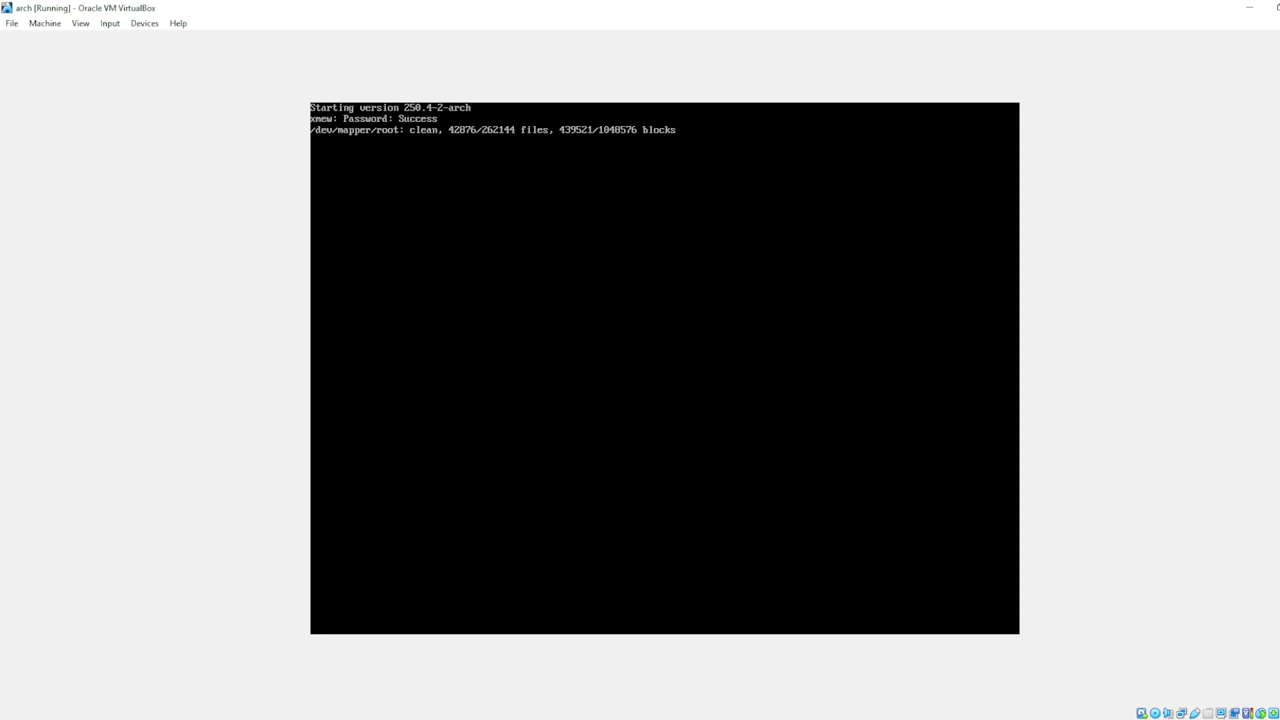 arch [Running] - Oracle VM VirtualBox
File Machine View Input Devices Help
Starting version 250.4-2-arch
xmew: Password: Success
/dev/mapper/root: clean, 42876/262144 files, 439521/1048576 blocks